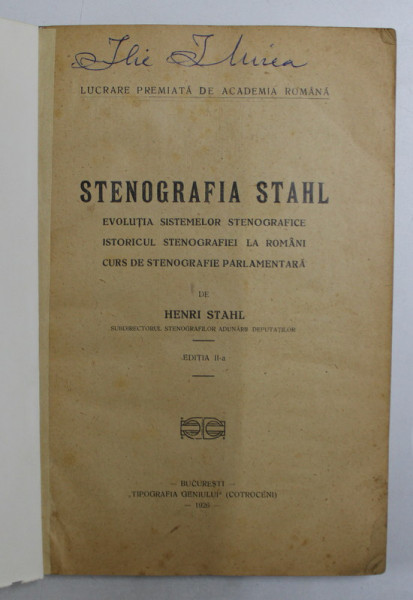 Ilie I Mircea
LUCRARE PREMIATĂ DE ACADEMIA ROMÂNĂ
STENOGRAFIA STAHL
EVOLUȚIA SISTEMELOR STENOGRAFICE
ISTORICUL STENOGRAFIEI LA ROMÂNI
CURS DE STENOGRAFIE PARLAMENTARĂ
DE
HENRI STAHL
SUBDIRECTORUL STENOGRAFILOR ADUNĂRII DEPUTAȚILOR
EDIȚIA II-a
— BUCUREȘTI —
„TIPOGRAFIA GENIULUI” (COTROCENI)